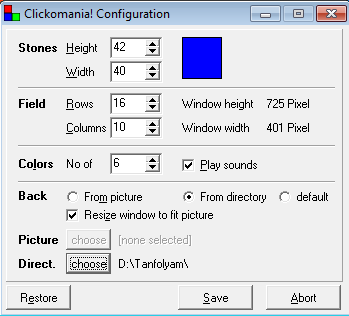 Clickomania! Configuration
Stones Height 42
Width 40
Field Rows 16 Window height 725 Pixel
Columns 10 Window width 401 Pixel
Colors No of 6 Play sounds
Back From picture From directory default
Resize window to fit picture
Picture choose [none selected]
Direct. choose D:\Tanfolyam\
Restore Save Abort